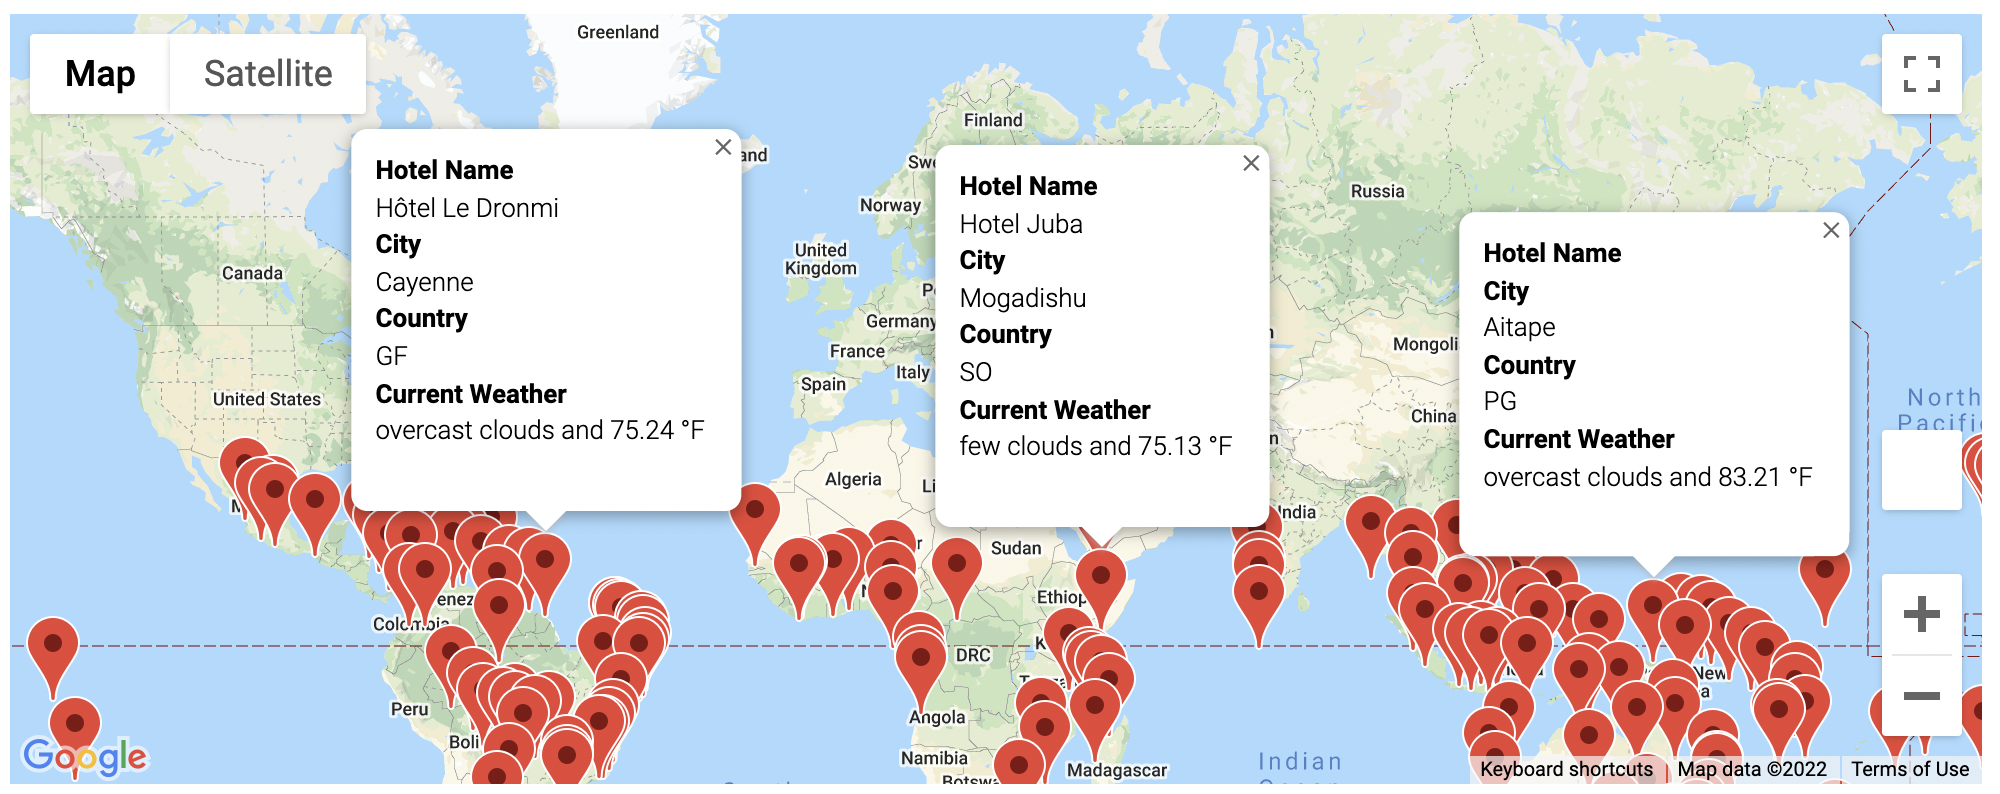 Greenland
Map
Satellite
Finland
Hotel Name
Hôtel Le Dronmi
City
Cayenne
Country
GF
Current Weather
overcast clouds and 75.24 °F
Hotel Name
Hotel Juba
City
Mogadishu
Country
SO
Current Weather
few clouds and 75.13 °F
Hotel Name
City
Aitape
Country
PG
Current Weather
overcast clouds and 83.21 °F
Norway
Russia
United
Kingdom
Canada
Germany
France
Italy
Spain
China
United States
North
Pacific
Algeria
India
Sudan
Colombia
DRC
Peru
Angola
Namibia
Madagascar
Indian
New
Google
Keyboard shortcuts
Map data ©2022
Terms of Use